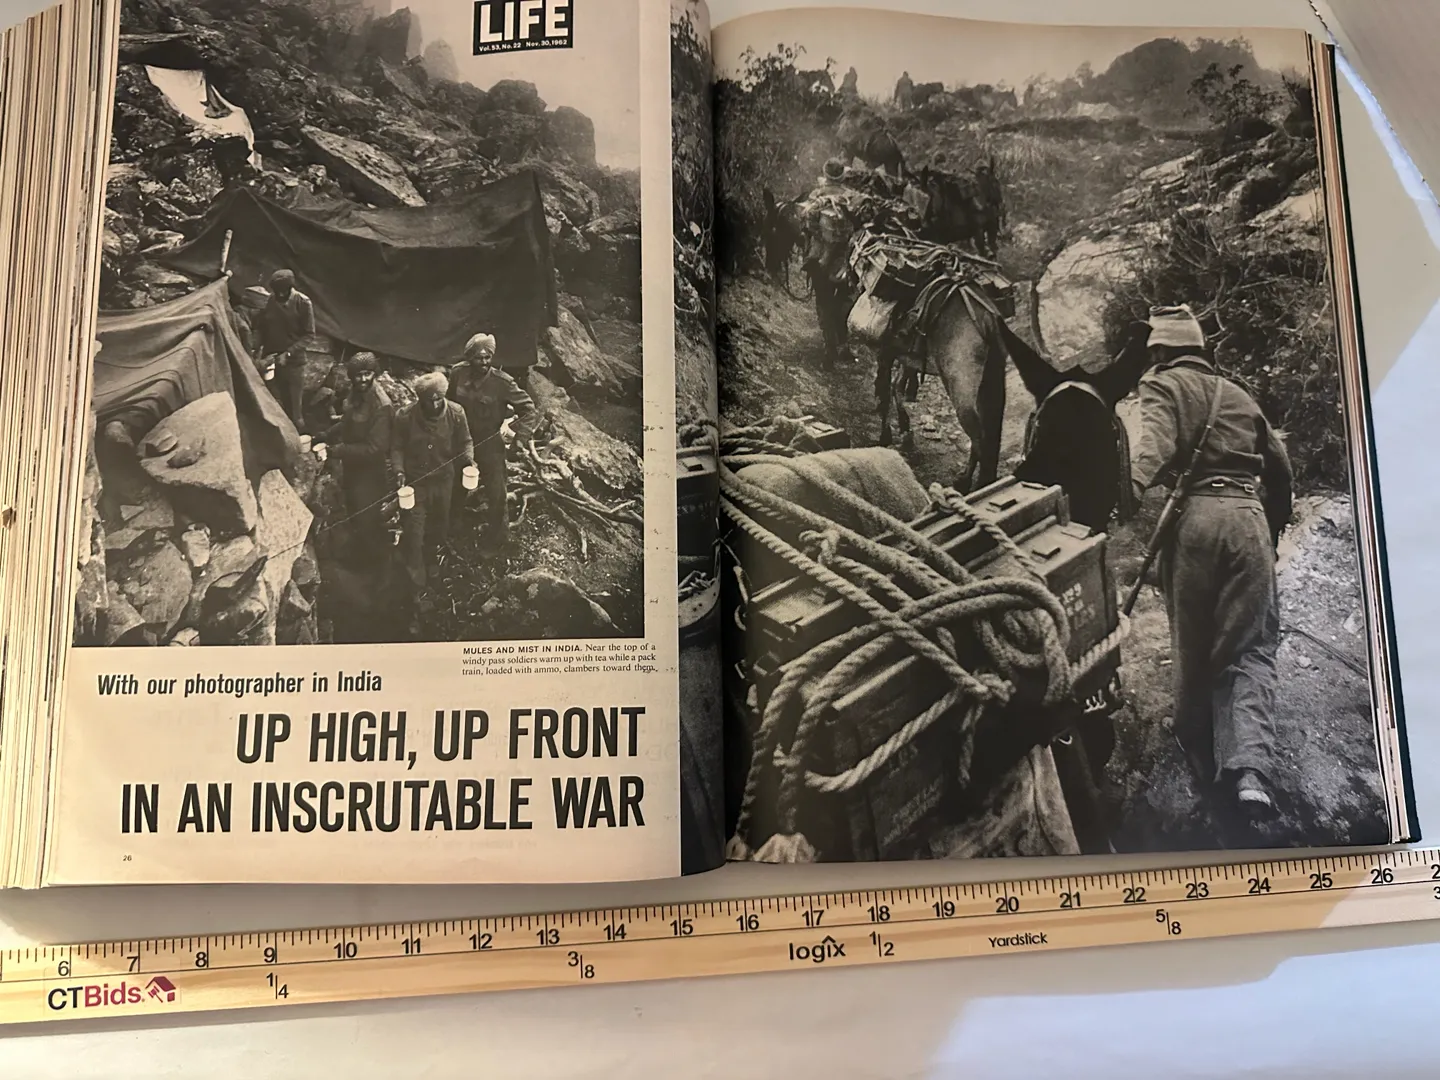 LIFE
Vol. 53, No. 22 Nov. 30, 1962
MULES AND MIST IN INDIA. Near the top of a
windy pass soldiers warm up with tea while a pack
train, loaded with ammo, clambers toward them.
With our photographer in India
UP HIGH, UP FRONT
IN AN INSCRUTABLE WAR
26
6 7 8 9 10 11 12 13 14 15 16 17 18 19 20 21 22 23 24 25 26
1/4 3/8 1/2 5/8
CTBids
logix
Yardstick